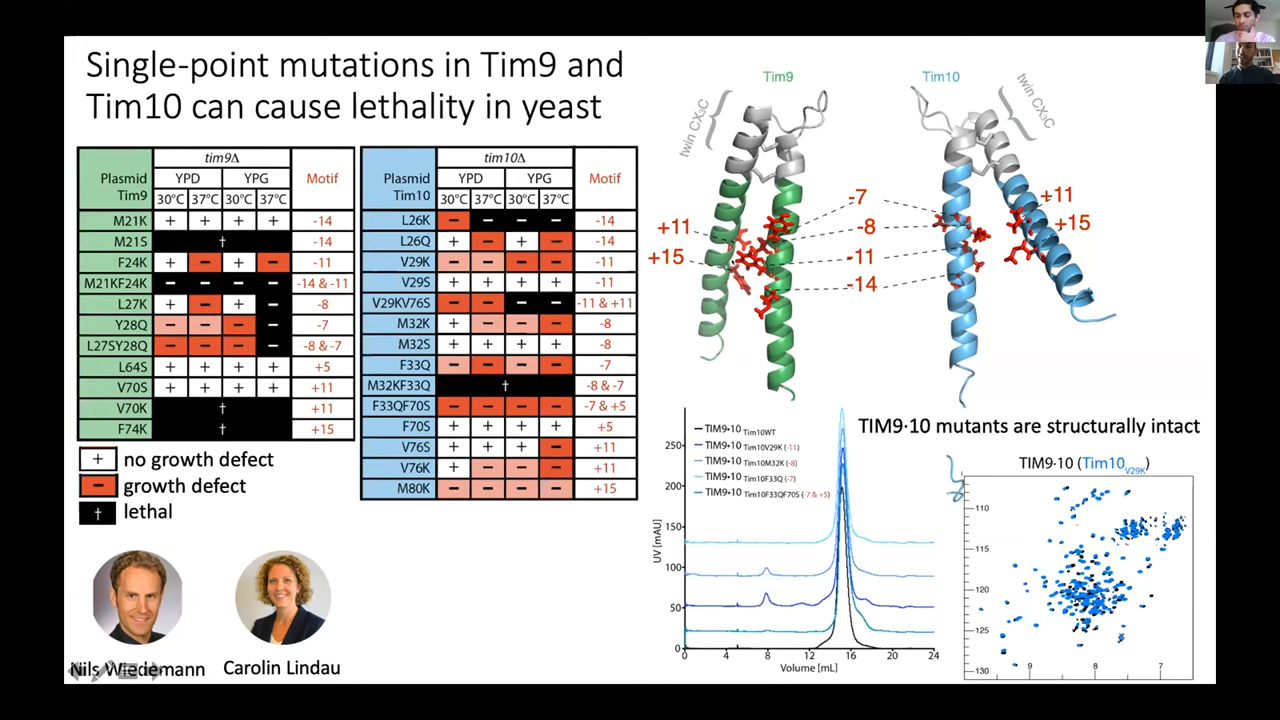 Single-point mutations in Tim9 and
Tim10 can cause lethality in yeast
Plasmid Tim9 tim9Δ Motif
YPD YPG
30°C 37°C 30°C 37°C
M21K + + + + -14
M21S † -14
F24K + − + − -11
M21KF24K − − − − -14 & -11
L27K + − + − -8
Y28Q − − − − -7
L27SY28Q − − − − -8 & -7
L64S + + + + +5
V70S + + + + +11
V70K † +11
F74K † +15
Plasmid Tim10 tim10Δ Motif
YPD YPG
30°C 37°C 30°C 37°C
L26K − − − − -14
L26Q + − + − -14
V29K − − − − -11
V29S + + + + -11
V29KV76S − − − − -11 & +11
M32K + − − − -8
M32S + + + + -8
F33Q − − − − -7
M32KF33Q † -8 & -7
F33QF70S − − − − -7 & +5
F70S + + + + +5
V76S + + + − +11
V76K + − − − +11
M80K − − − − +15
+ no growth defect
− growth defect
† lethal
Nils Wiedemann
Carolin Lindau
Tim9
Tim10
twin CX₃C
twin CX₃C
+11
+15
-7
-8
-11
-14
+11
+15
TIM9·10 mutants are structurally intact
TIM9•10 Tim10WT
TIM9•10 Tim10V29K (-11)
TIM9•10 Tim10M32K (-8)
TIM9•10 Tim10F33Q (-7)
TIM9•10 Tim10F33QF70S (-7 & +5)
UV [mAU]
250
200
150
100
50
0
0 4 8 12 16 20 24
Volume [mL]
TIM9·10 (Tim10V29K)
110
115
120
125
130
9 8 7